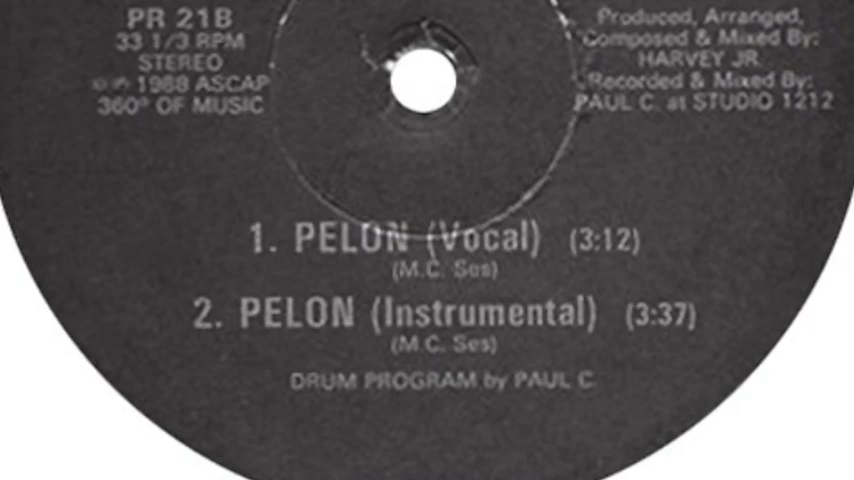 PR 21B
33 1/3 RPM
STEREO
©℗ 1988 ASCAP
360° OF MUSIC
Produced, Arranged,
Composed & Mixed By:
HARVEY JR.
Recorded & Mixed By:
PAUL C. at STUDIO 1212
1. PELON (Vocal) (3:12)
(M.C. Ses)
2. PELON (Instrumental) (3:37)
(M.C. Ses)
DRUM PROGRAM by PAUL C.